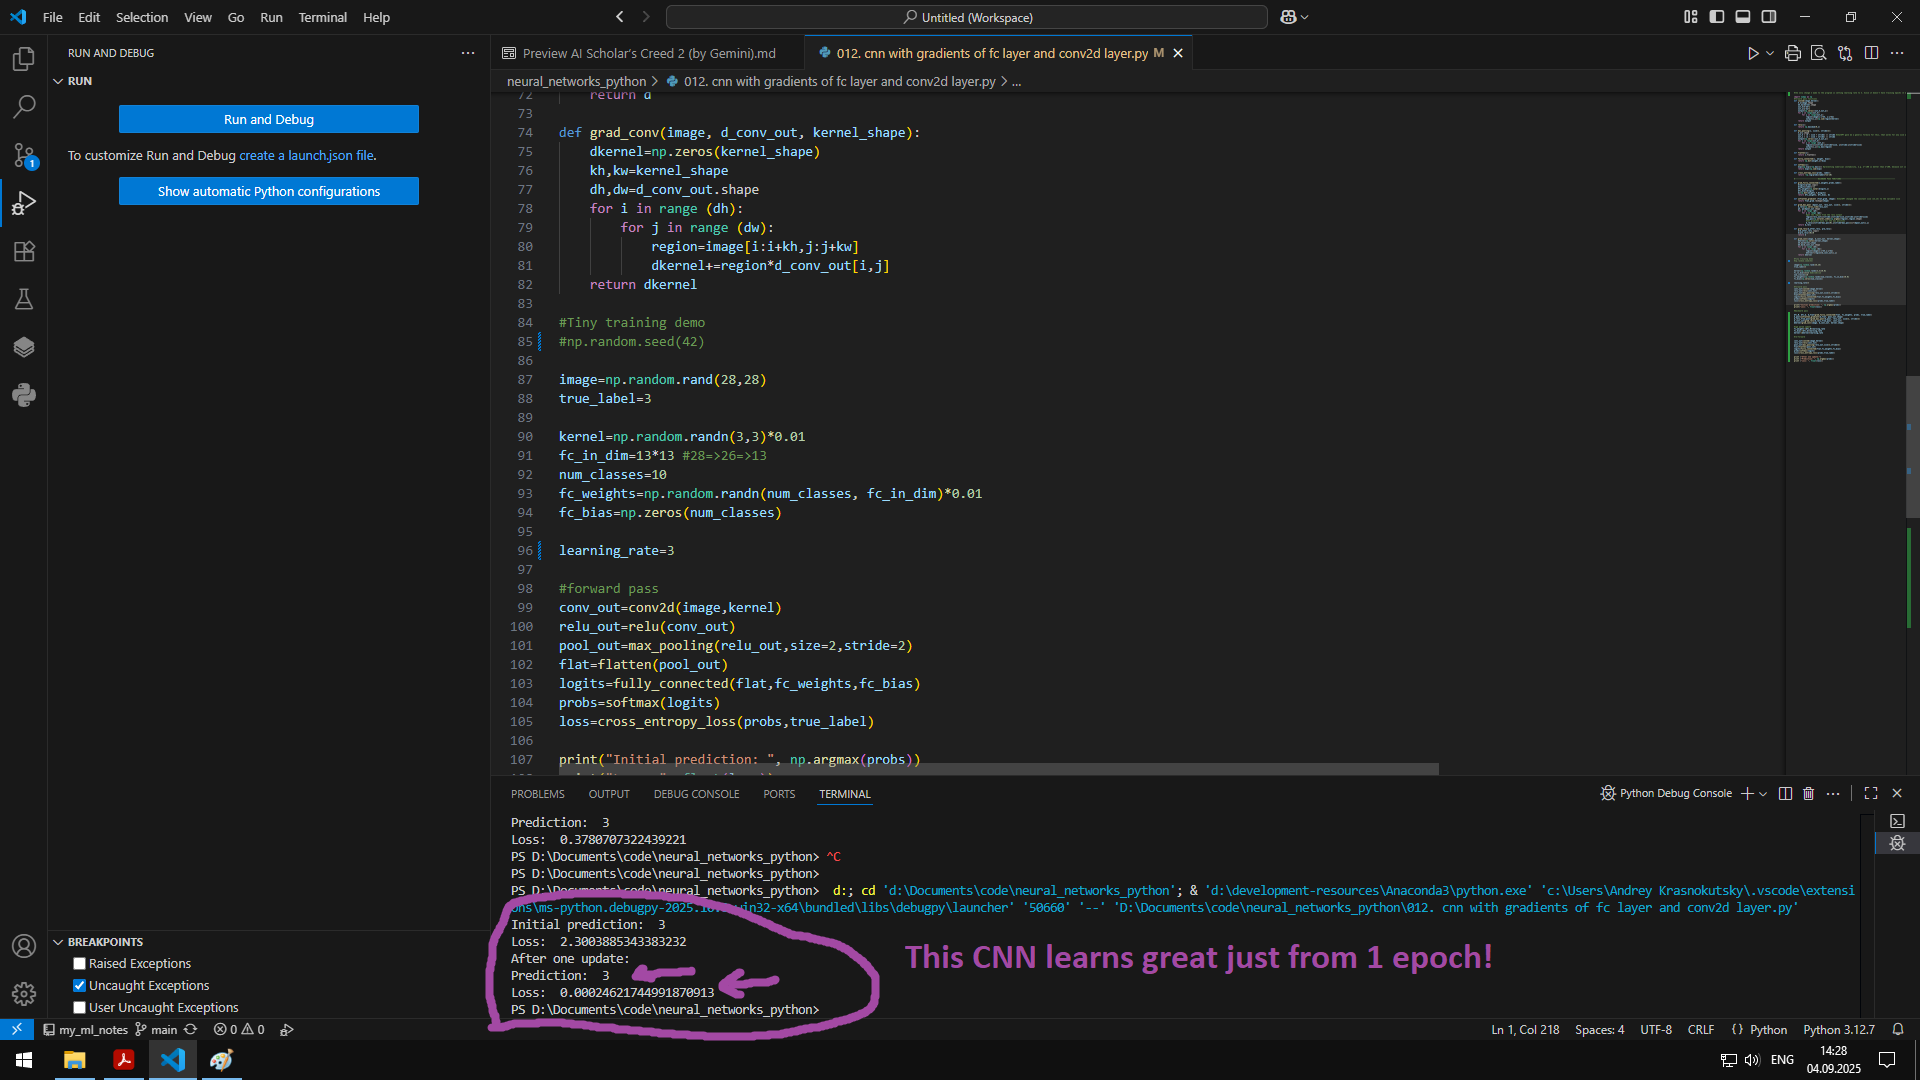 File Edit Selection View Go Run Terminal Help
Untitled (Workspace)
RUN AND DEBUG
RUN
Run and Debug
To customize Run and Debug create a launch.json file.
Show automatic Python configurations
Preview AI Scholar's Creed 2 (by Gemini).md
012. cnn with gradients of fc layer and conv2d layer.py M
neural_networks_python > 012. cnn with gradients of fc layer and conv2d layer.py > ...
72 return d
73
74 def grad_conv(image, d_conv_out, kernel_shape):
75 dkernel=np.zeros(kernel_shape)
76 kh,kw=kernel_shape
77 dh,dw=d_conv_out.shape
78 for i in range (dh):
79 for j in range (dw):
80 region=image[i:i+kh,j:j+kw]
81 dkernel+=region*d_conv_out[i,j]
82 return dkernel
83
84 #Tiny training demo
85 #np.random.seed(42)
86
87 image=np.random.rand(28,28)
88 true_label=3
89
90 kernel=np.random.randn(3,3)*0.01
91 fc_in_dim=13*13 #28=>26=>13
92 num_classes=10
93 fc_weights=np.random.randn(num_classes, fc_in_dim)*0.01
94 fc_bias=np.zeros(num_classes)
95
96 learning_rate=3
97
98 #forward pass
99 conv_out=conv2d(image,kernel)
100 relu_out=relu(conv_out)
101 pool_out=max_pooling(relu_out,size=2,stride=2)
102 flat=flatten(pool_out)
103 logits=fully_connected(flat,fc_weights,fc_bias)
104 probs=softmax(logits)
105 loss=cross_entropy_loss(probs,true_label)
106
107 print("Initial prediction: ", np.argmax(probs))
PROBLEMS OUTPUT DEBUG CONSOLE PORTS TERMINAL
Python Debug Console
Prediction:  3
Loss:  0.3780707322439221
PS D:\Documents\code\neural_networks_python> ^C
PS D:\Documents\code\neural_networks_python>
PS D:\Documents\code\neural_networks_python>  d:; cd 'd:\Documents\code\neural_networks_python'; & 'd:\development-resources\Anaconda3\python.exe' 'c:\Users\Andrey Krasnokutsky\.vscode\extensi
ons\ms-python.debugpy-2025.10.0-win32-x64\bundled\libs\debugpy\launcher' '50660' '--' 'D:\Documents\code\neural_networks_python\012. cnn with gradients of fc layer and conv2d layer.py'
Initial prediction:  3
Loss:  2.3003885343383232
After one update:
Prediction:  3
Loss:  0.00024621744991870913
PS D:\Documents\code\neural_networks_python>
This CNN learns great just from 1 epoch!
BREAKPOINTS
Raised Exceptions
Uncaught Exceptions
User Uncaught Exceptions
1
my_ml_notes main 0 0
Ln 1, Col 218 Spaces: 4 UTF-8 CRLF {} Python Python 3.12.7
ENG
14:28
04.09.2025